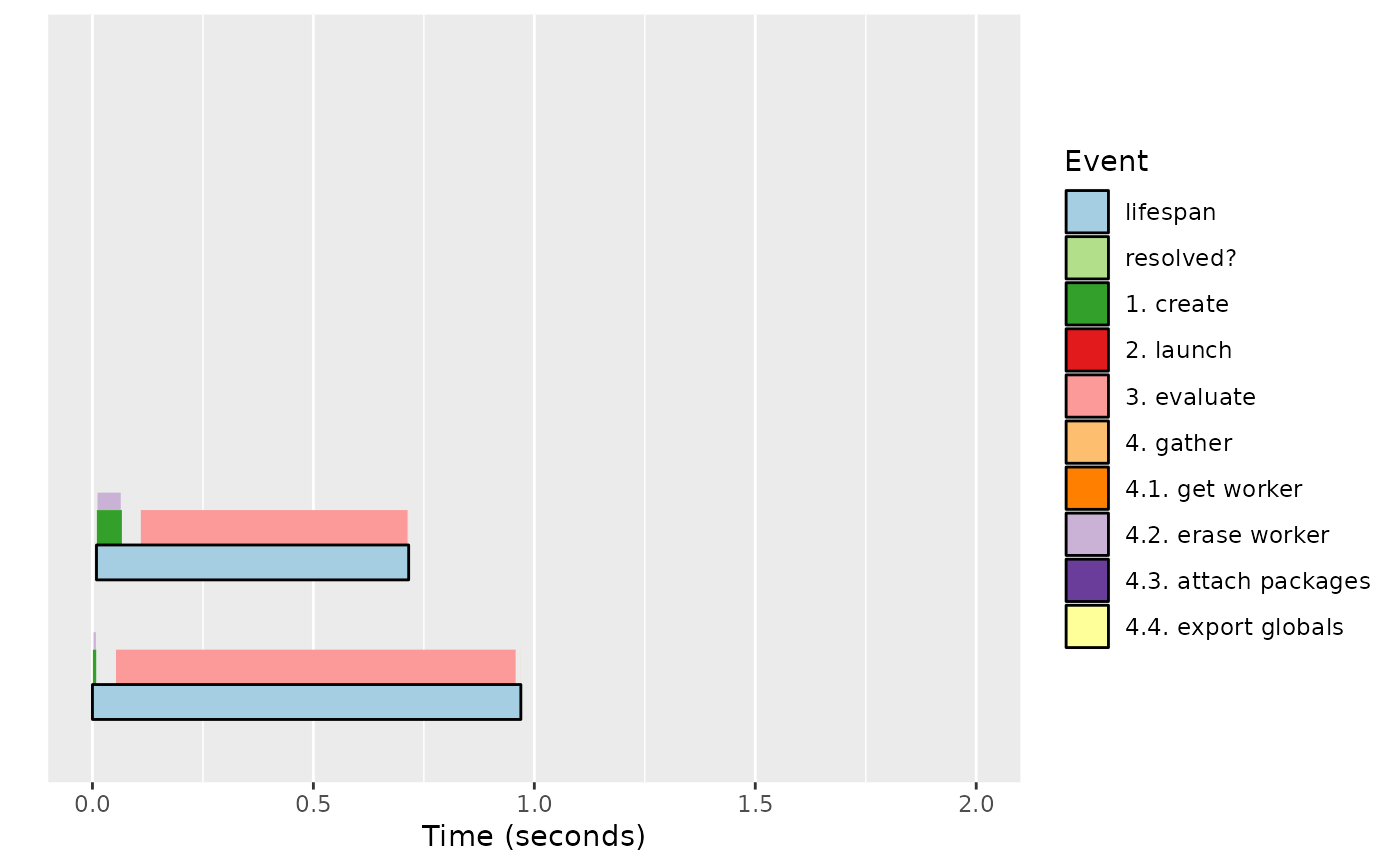 0.0 0.5 1.0 1.5 2.0
Time (seconds)
Event
lifespan
resolved?
1. create
2. launch
3. evaluate
4. gather
4.1. get worker
4.2. erase worker
4.3. attach packages
4.4. export globals